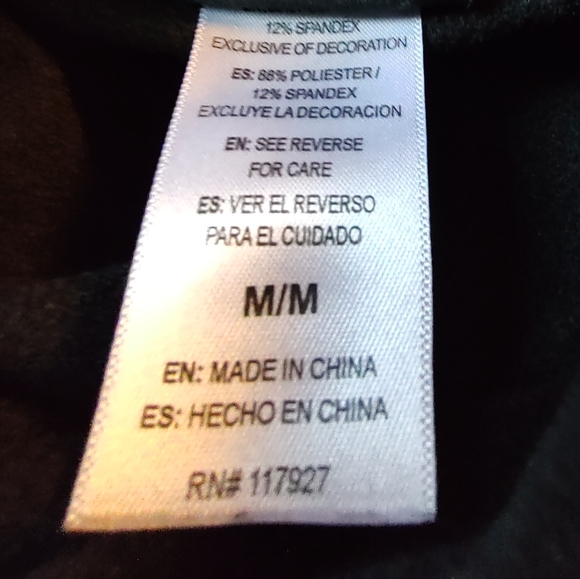 12% SPANDEX
EXCLUSIVE OF DECORATION
ES: 88% POLIESTER /
12% SPANDEX
EXCLUYE LA DECORACION
EN: SEE REVERSE
FOR CARE
ES: VER EL REVERSO
PARA EL CUIDADO
M/M
EN: MADE IN CHINA
ES: HECHO EN CHINA
RN# 117927